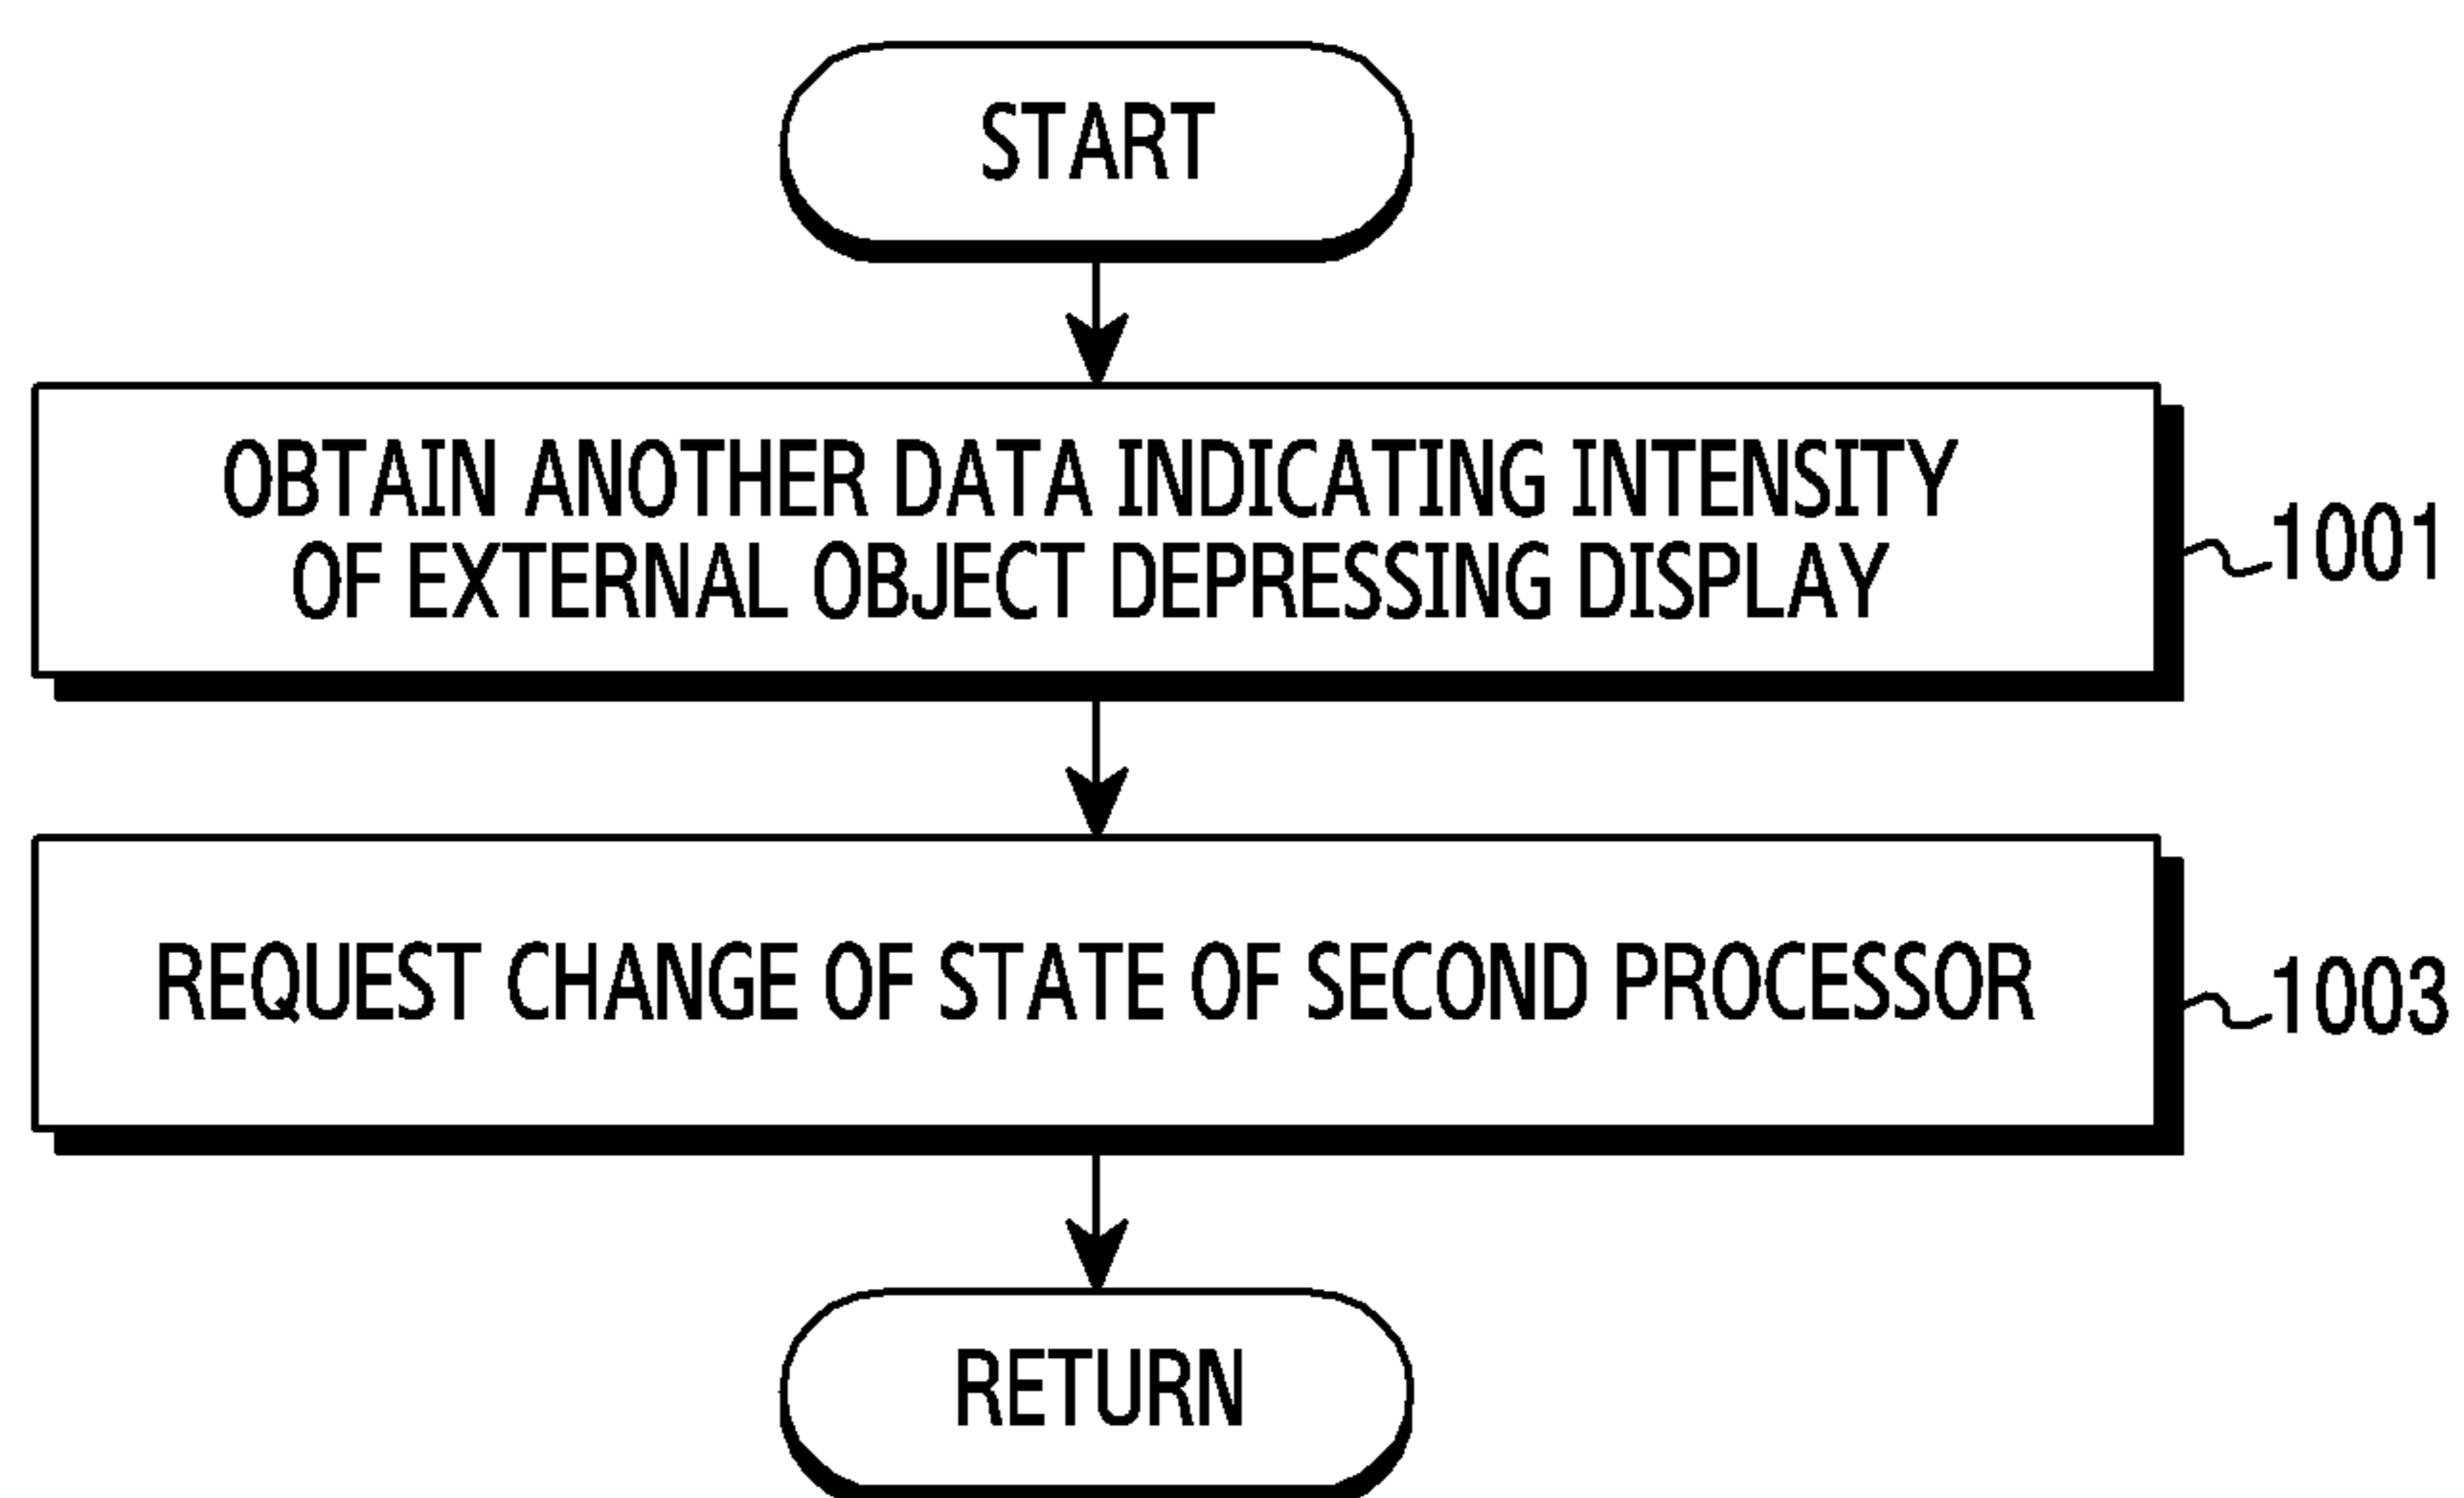 START
OBTAIN ANOTHER DATA INDICATING INTENSITY
OF EXTERNAL OBJECT DEPRESSING DISPLAY
1001
REQUEST CHANGE OF STATE OF SECOND PROCESSOR
1003
RETURN